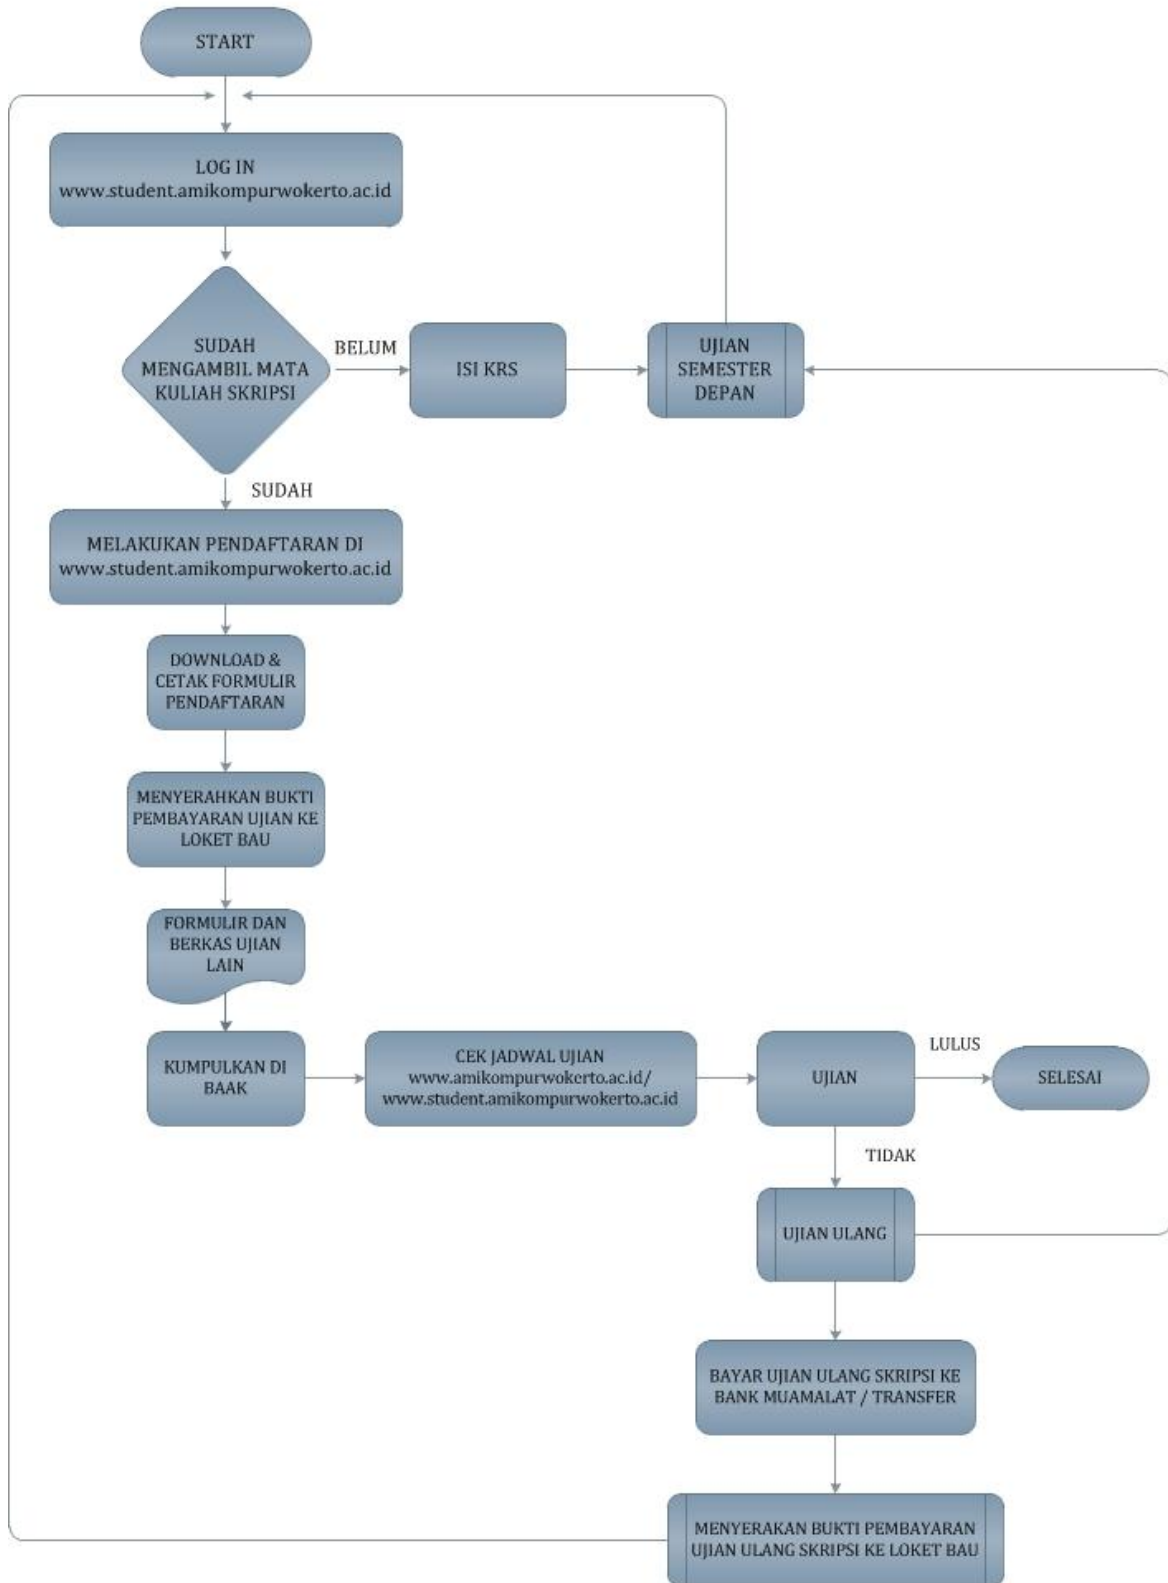 START
LOG IN
www.student.amikompurwokerto.ac.id
SUDAH
MENGAMBIL MATA
KULIAH SKRIPSI
BELUM
ISI KRS
UJIAN
SEMESTER
DEPAN
SUDAH
MELAKUKAN PENDAFTARAN DI
www.student.amikompurwokerto.ac.id
DOWNLOAD &
CETAK FORMULIR
PENDAFTARAN
MENYERAHKAN BUKTI
PEMBAYARAN UJIAN KE
LOKET BAU
FORMULIR DAN
BERKAS UJIAN
LAIN
KUMPULKAN DI
BAAK
CEK JADWAL UJIAN
www.amikompurwokerto.ac.id/
www.student.amikompurwokerto.ac.id
UJIAN
LULUS
SELESAI
TIDAK
UJIAN ULANG
BAYAR UJIAN ULANG SKRIPSI KE
BANK MUAMALAT / TRANSFER
MENYERAKAN BUKTI PEMBAYARAN
UJIAN ULANG SKRIPSI KE LOKET BAU